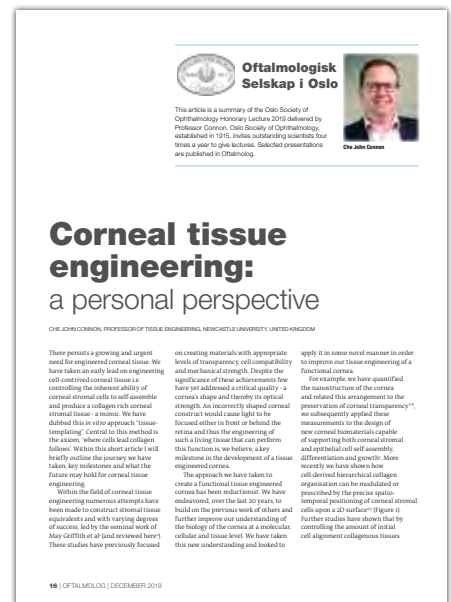 Oftalmologisk
Selskap i Oslo
This article is a summary of the Oslo Society of
Ophthalmology Honorary Lecture 2019 delivered by
Professor Connon. Oslo Society of Ophthalmology,
established in 1915, invites outstanding scientists four
times a year to give lectures. Selected presentations
are published in Oftalmolog.
Che John Connon
Corneal tissue
engineering:
a personal perspective
CHE JOHN CONNON, PROFESSOR OF TISSUE ENGINEERING, NEWCASTLE UNIVERSITY, UNITED KINGDOM
There persists a growing and urgent
need for engineered corneal tissue. We
have taken an early lead on engineering
cell-contrived corneal tissue i.e.
controlling the inherent ability of
corneal stromal cells to self-assemble
and produce a collagen rich corneal
stromal tissue - a mimic. We have
dubbed this in vitro approach "tissue-
templating". Central to this method is
the axiom, 'where cells lead collagen
follows'. Within this short article I will
briefly outline the journey we have
taken, key milestones and what the
future may hold for corneal tissue
engineering.
Within the field of corneal tissue
engineering numerous attempts have
been made to construct stromal tissue
equivalents and with varying degrees
of success, led by the seminal work of
May Griffith et al (and reviewed here).
These studies have previously focused
on creating materials with appropriate
levels of transparency, cell compatibility
and mechanical strength. Despite the
significance of these achievements few
have yet addressed a critical quality - a
cornea's shape and thereby its optical
strength. An incorrectly shaped corneal
construct would cause light to be
focused either in front or behind the
retina and thus the engineering of
such a living tissue that can perform
this function is, we believe, a key
milestone in the development of a tissue
engineered cornea.
The approach we have taken to
create a functional tissue engineered
cornea has been reductionist. We have
endeavored, over the last 20 years, to
build on the previous work of others and
further improve our understanding of
the biology of the cornea at a molecular,
cellular and tissue level. We have taken
this new understanding and looked to
apply it in some novel manner in order
to improve our tissue engineering of a
functional cornea.
For example, we have quantified
the nanostructure of the cornea
and related this arrangement to the
preservation of corneal transparency.
we subsequently applied these
measurements to the design of
new corneal biomaterials capable
of supporting both corneal stromal
and epithelial cell self-assembly,
differentiation and growth. More
recently we have shown how
cell-derived hierarchical collagen
organisation can be modulated or
prescribed by the precise spatio-
temporal positioning of corneal stromal
cells upon a 2D surface (Figure 1).
Further studies have shown that by
controlling the amount of initial
cell alignment collagenous tissues
16 | OFTALMOLOG | DECEMBER 2019